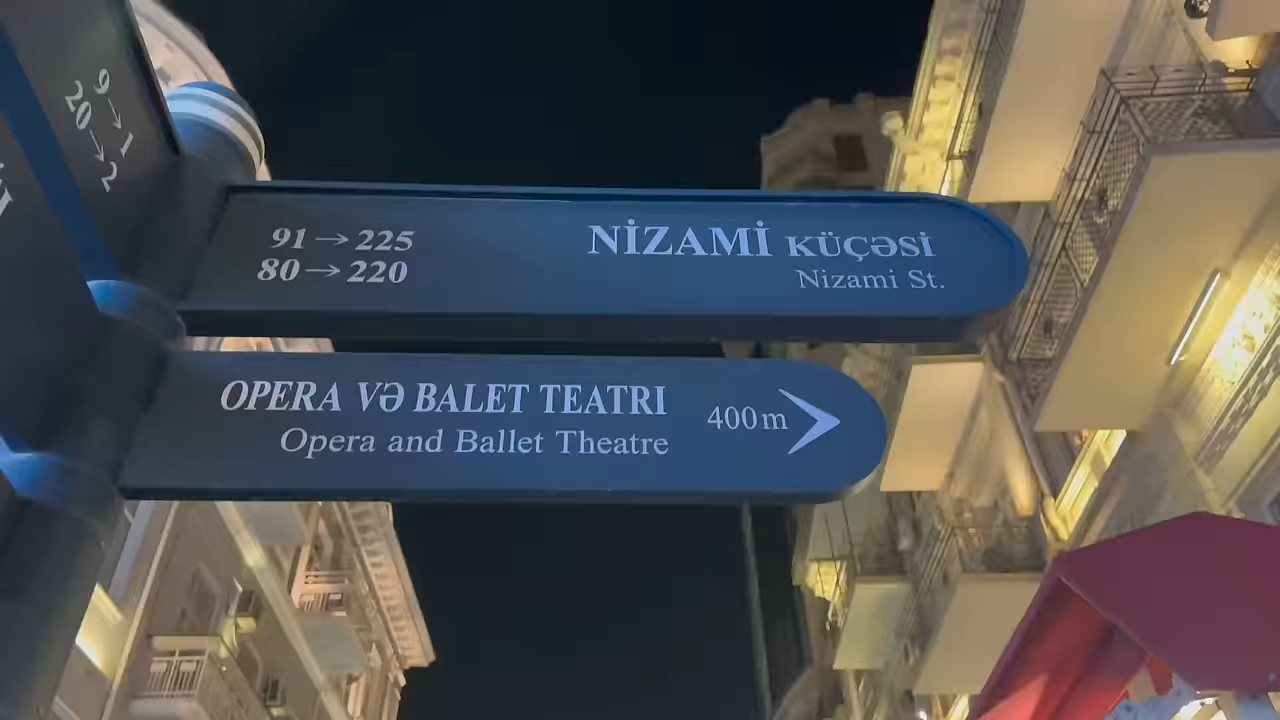 9→1
20→2
91→225
80→220
NİZAMİ KÜÇƏSİ
Nizami St.
OPERA VƏ BALET TEATRI
Opera and Ballet Theatre
400m